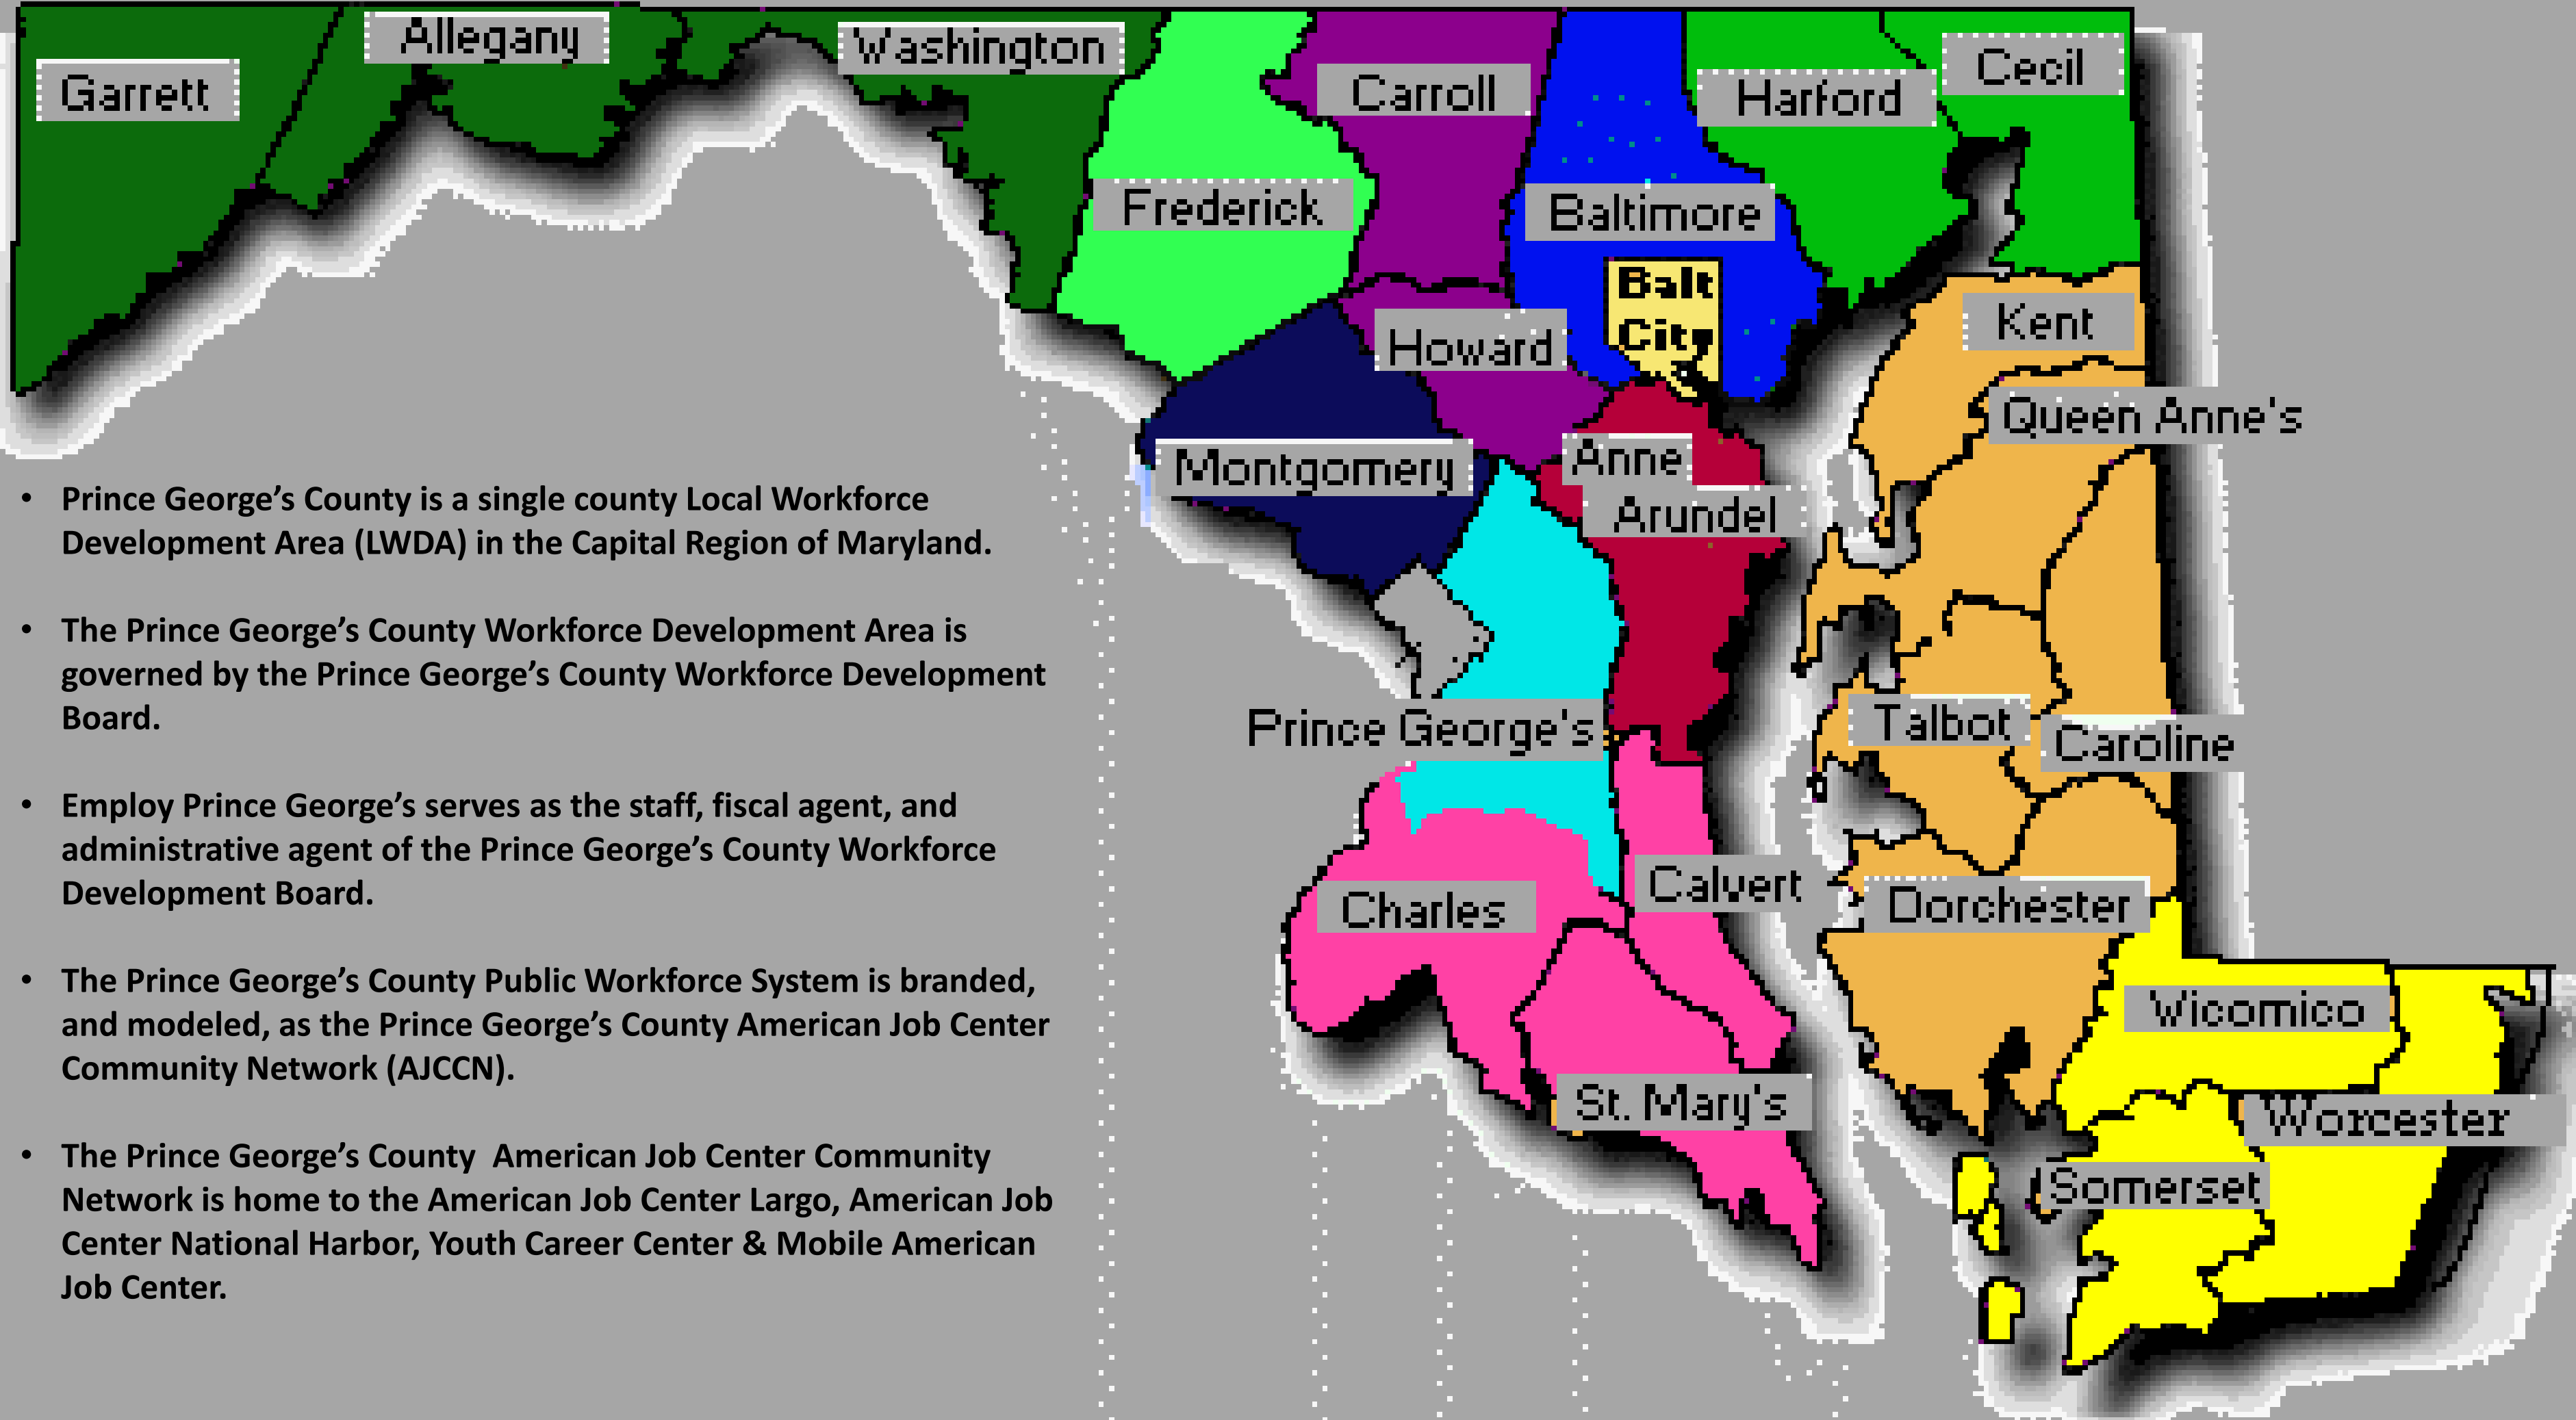 Allegany
Washington
Garrett
Carroll
Harford
Cecil
Frederick
Baltimore
Balt
City
Howard
Kent
Queen Anne's
Montgomery
Anne
Arundel
Prince George's
Talbot
Caroline
Charles
Calvert
Dorchester
Wicomico
St. Mary's
Worcester
Somerset
• Prince George’s County is a single county Local Workforce
Development Area (LWDA) in the Capital Region of Maryland.
• The Prince George’s County Workforce Development Area is
governed by the Prince George’s County Workforce Development
Board.
• Employ Prince George’s serves as the staff, fiscal agent, and
administrative agent of the Prince George’s County Workforce
Development Board.
• The Prince George’s County Public Workforce System is branded,
and modeled, as the Prince George’s County American Job Center
Community Network (AJCCN).
• The Prince George’s County  American Job Center Community
Network is home to the American Job Center Largo, American Job
Center National Harbor, Youth Career Center & Mobile American
Job Center.